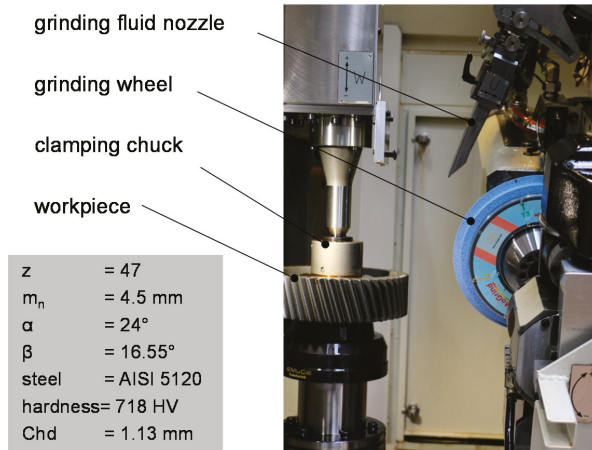 grinding fluid nozzle
grinding wheel
clamping chuck
workpiece
z = 47
mn = 4.5 mm
α = 24°
β = 16.55°
steel = AISI 5120
hardness= 718 HV
Chd = 1.13 mm
W
EMUGE